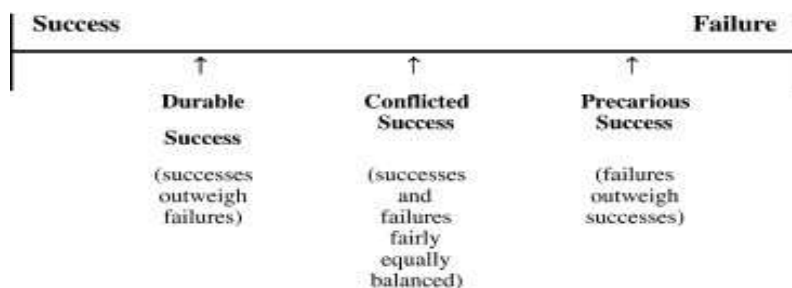 Success Failure
↑ ↑ ↑
Durable
Success
(successes
outweigh
failures)
Conflicted
Success
(successes
and
failures
fairly
equally
balanced)
Precarious
Success
(failures
outweigh
successes)